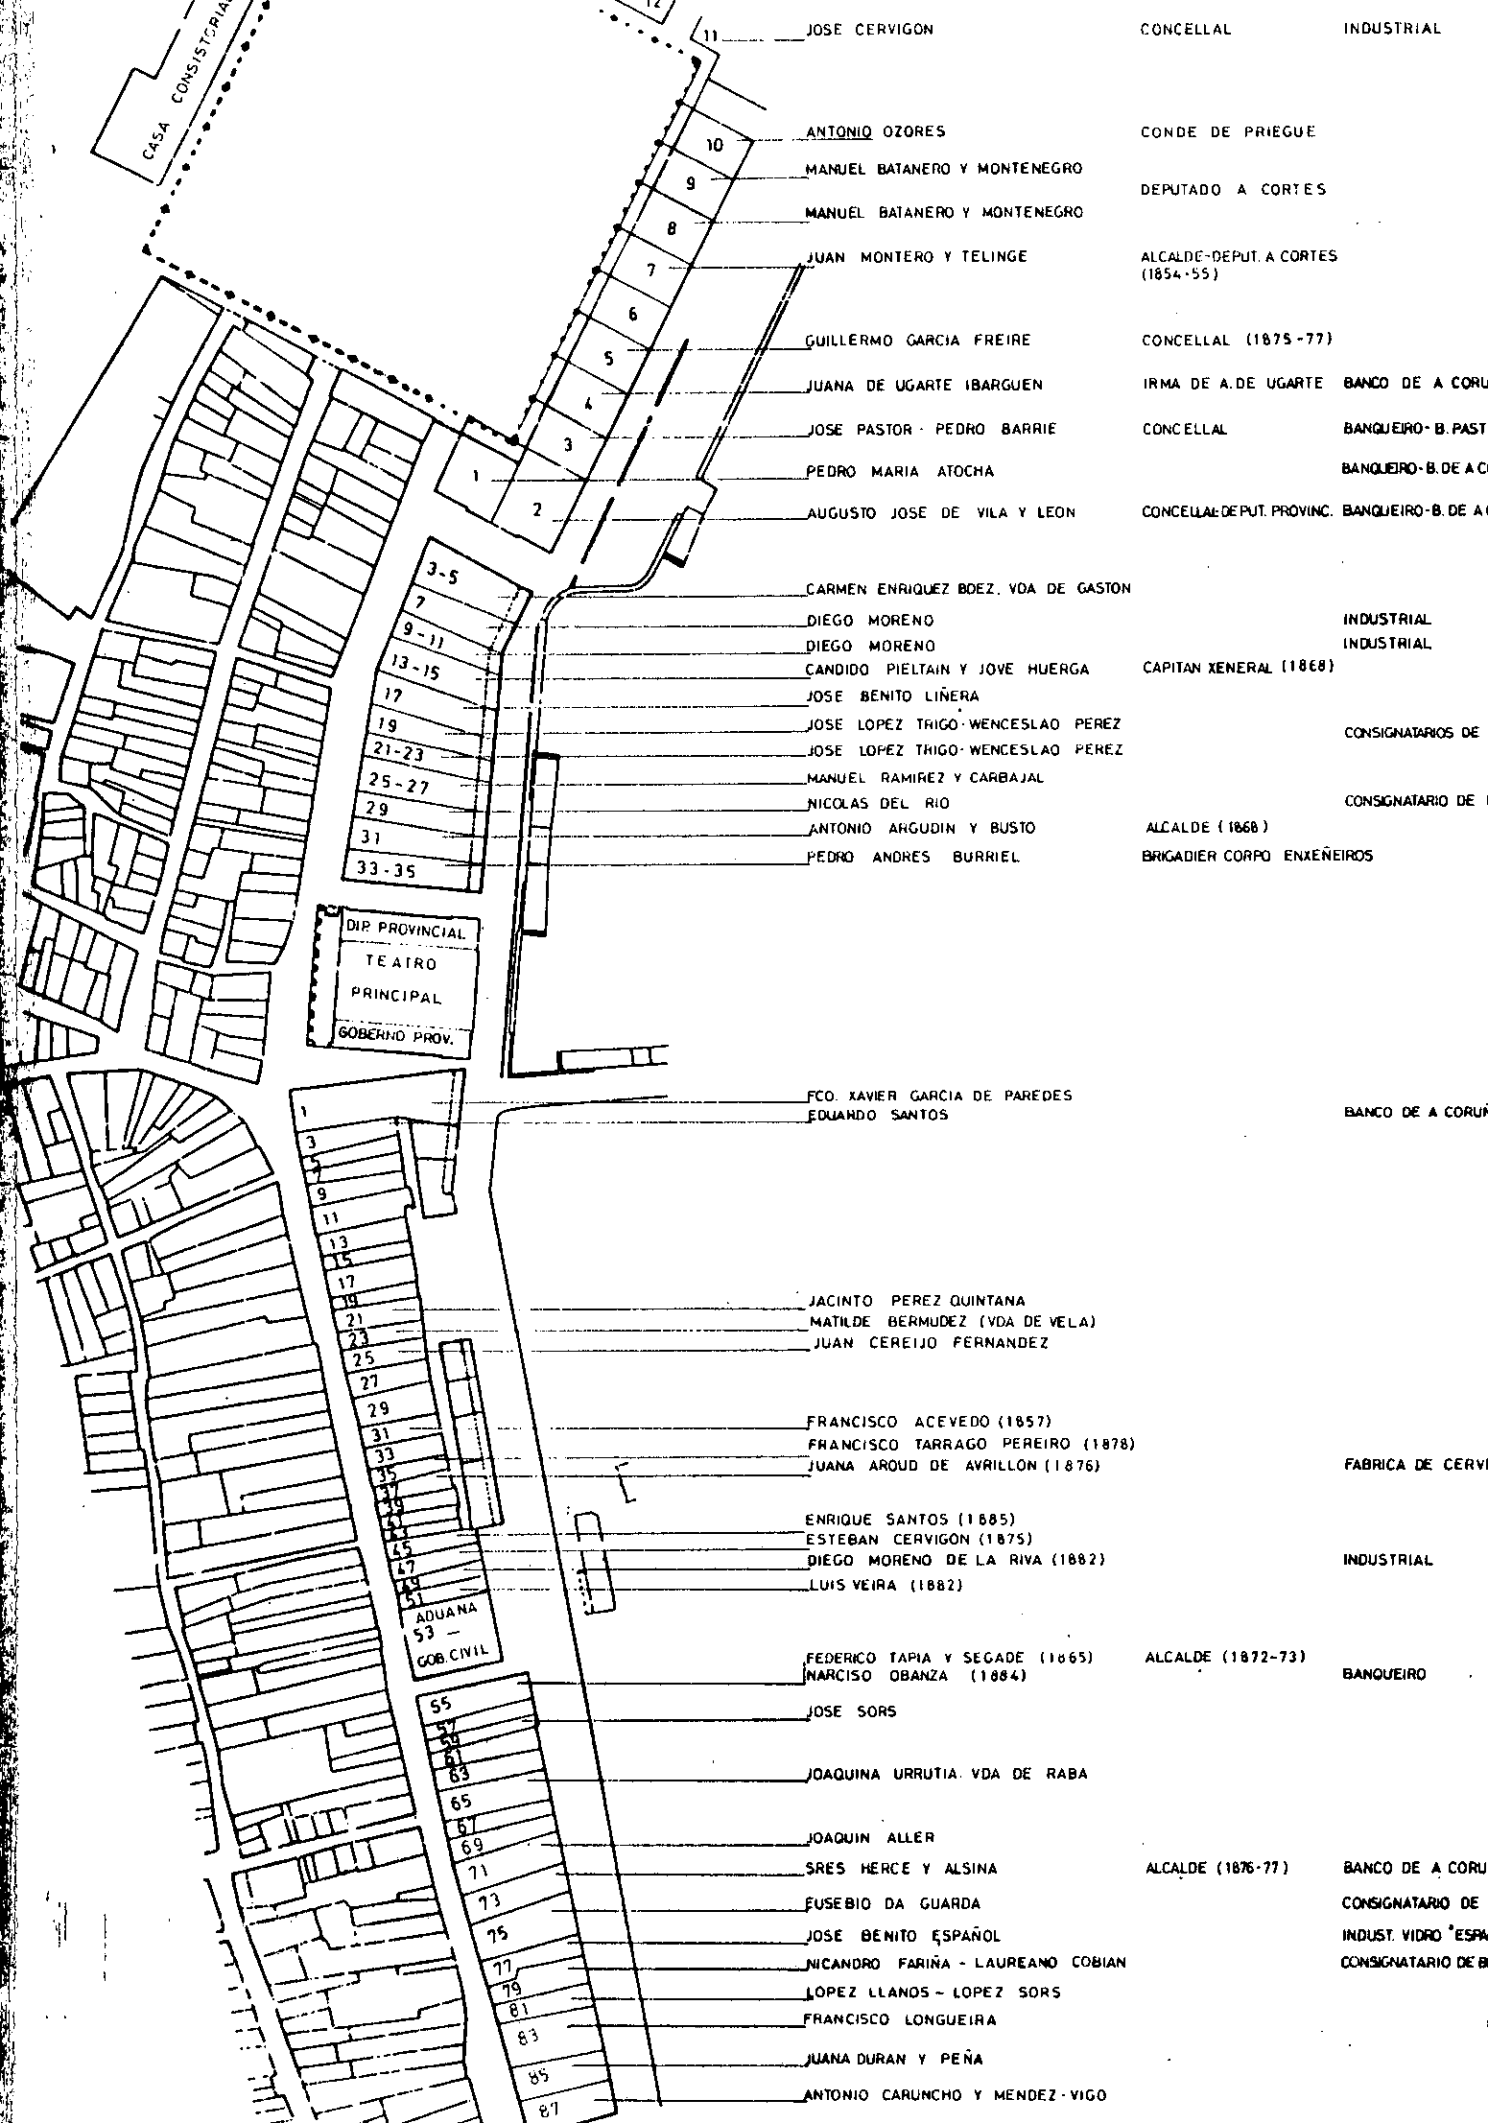 12
CASA CONSISTORIAL
11 JOSE CERVIGON CONCELLAL INDUSTRIAL
10 ANTONIO OZORES CONDE DE PRIEGUE
9 MANUEL BATANERO Y MONTENEGRO
DEPUTADO A CORTES
8 MANUEL BATANERO Y MONTENEGRO
7 JUAN MONTERO Y TELINGE ALCALDE-DEPUT. A CORTES
(1854-55)
6
5 GUILLERMO GARCIA FREIRE CONCELLAL (1875-77)
4 JUANA DE UGARTE IBARGUEN IRMA DE A. DE UGARTE BANCO DE A CORU
3 JOSE PASTOR - PEDRO BARRIE CONCELLAL BANQUEIRO - B. PAST
1 PEDRO MARIA ATOCHA BANQUEIRO - B. DE A C
2 AUGUSTO JOSE DE VILA Y LEON CONCELLAL-DEPUT. PROVINC. BANQUEIRO - B. DE A
3-5 CARMEN ENRIQUEZ BDEZ. VDA DE GASTON
7 DIEGO MORENO INDUSTRIAL
9-11 DIEGO MORENO INDUSTRIAL
13-15 CANDIDO PIELTAIN Y JOVE HUERGA CAPITAN XENERAL (1868)
17 JOSE BENITO LIÑERA
19 JOSE LOPEZ TRIGO - WENCESLAO PEREZ
CONSIGNATARIOS DE
21-23 JOSE LOPEZ TRIGO - WENCESLAO PEREZ
25-27 MANUEL RAMIREZ Y CARBAJAL
29 NICOLAS DEL RIO CONSIGNATARIO DE
31 ANTONIO ARGUDIN Y BUSTO ALCALDE (1868)
33-35 PEDRO ANDRES BURRIEL BRIGADIER CORPO ENXEÑEIROS
DIP. PROVINCIAL
TEATRO
PRINCIPAL
GOBERNO PROV.
1 FCO. XAVIER GARCIA DE PAREDES
3 EDUARDO SANTOS BANCO DE A CORUÑ
5
7
9
11
13
15
17
19
21 JACINTO PEREZ QUINTANA
23 MATILDE BERMUDEZ (VDA DE VELA)
25 JUAN CEREIJO FERNANDEZ
27
29
31 FRANCISCO ACEVEDO (1857)
33 FRANCISCO TARRAGO PEREIRO (1878)
35 JUANA AROUD DE AVRILLON (1876) FABRICA DE CERV
37
39
43 ENRIQUE SANTOS (1885)
45 ESTEBAN CERVIGON (1875)
47 DIEGO MORENO DE LA RIVA (1882) INDUSTRIAL
49
51 LUIS VEIRA (1882)
ADUANA
53 -
GOB. CIVIL
FEDERICO TAPIA Y SEGADE (1865) ALCALDE (1872-73)
NARCISO OBANZA (1884) BANQUEIRO
55
57 JOSE SORS
59
61
63 JOAQUINA URRUTIA. VDA DE RABA
65
67
69 JOAQUIN ALLER
71 SRES HERCE Y ALSINA ALCALDE (1876-77) BANCO DE A CORU
73 EUSEBIO DA GUARDA CONSIGNATARIO DE
75 JOSE BENITO ESPAÑOL INDUST. VIDRO "ESPA
77 NICANDRO FARIÑA - LAUREANO COBIAN CONSIGNATARIO DE B
79 LOPEZ LLANOS - LOPEZ SORS
81
83 FRANCISCO LONGUEIRA
85 JUANA DURAN Y PEÑA
87 ANTONIO CARUNCHO Y MENDEZ-VIGO